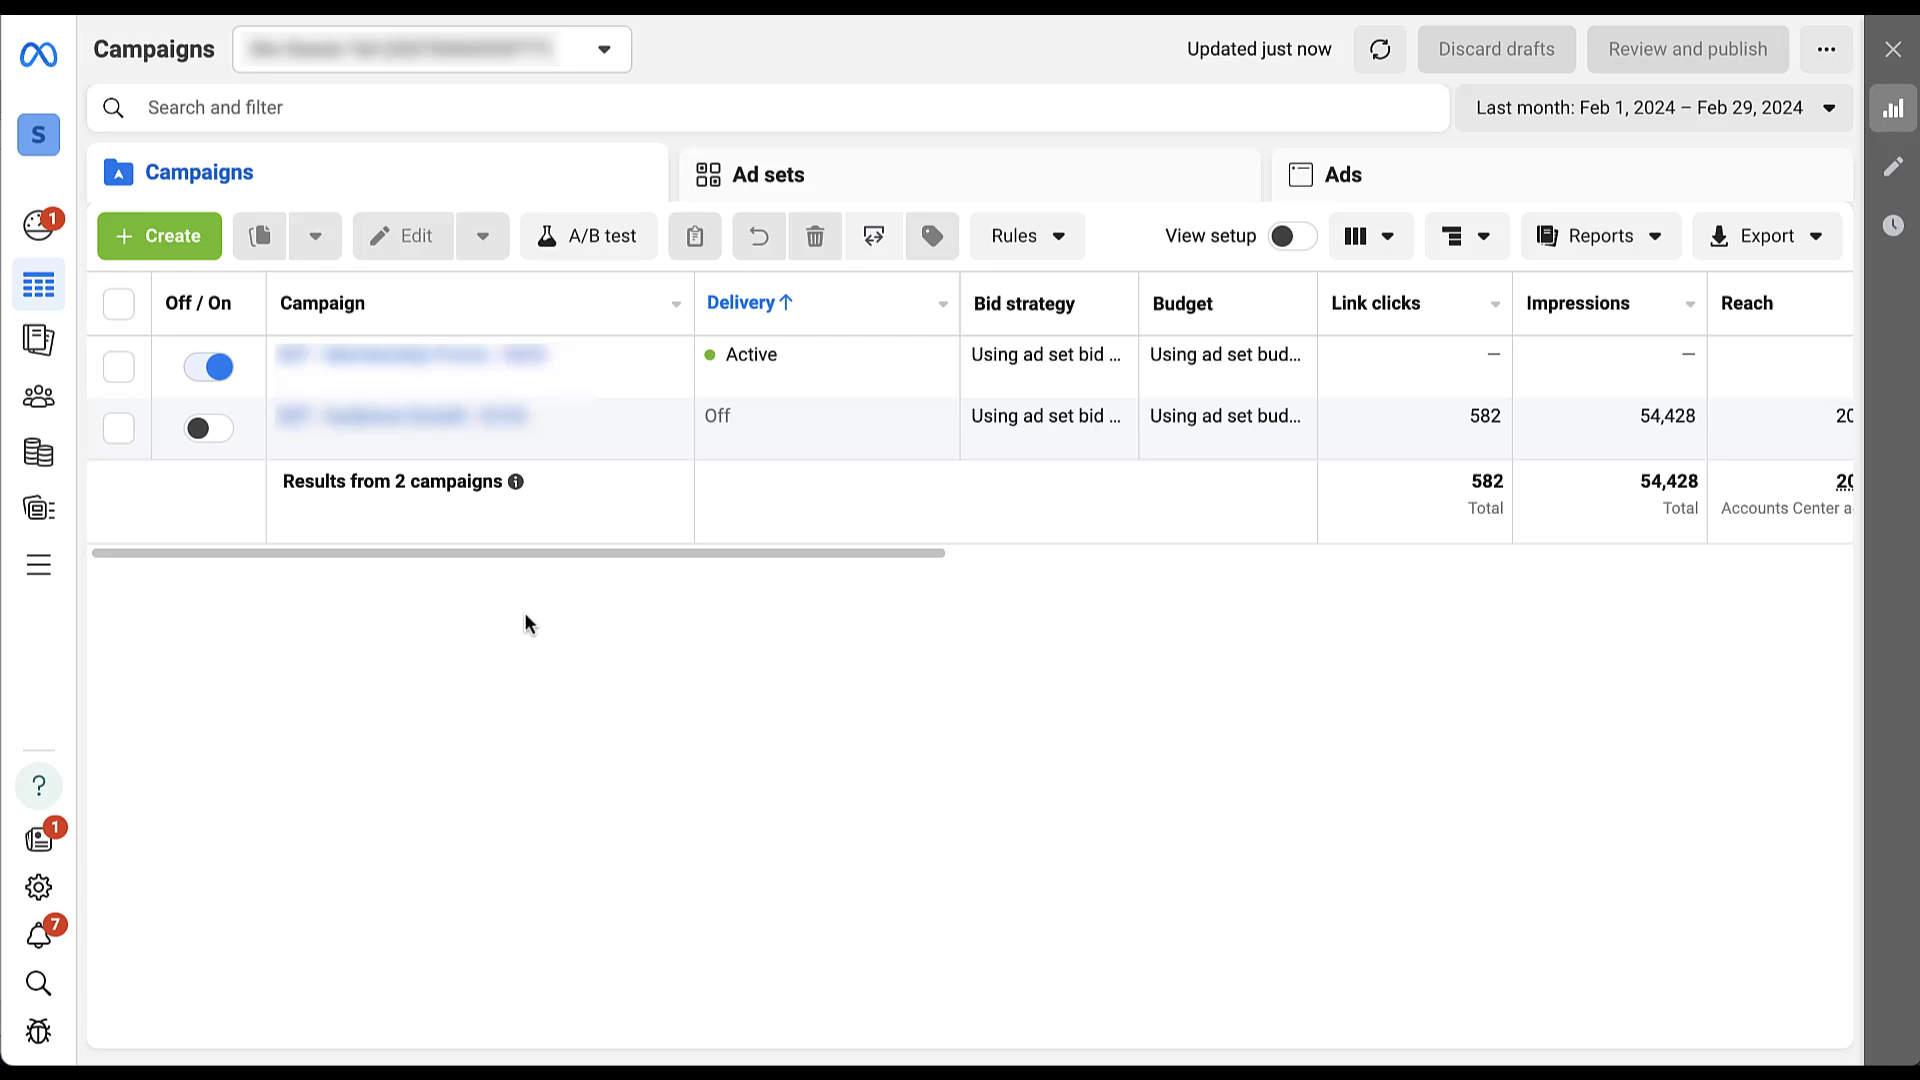 Campaigns
Updated just now
Discard drafts
Review and publish
S
Search and filter
Last month: Feb 1, 2024 – Feb 29, 2024
Campaigns
Ad sets
Ads
1
Create
Edit
A/B test
Rules
View setup
Reports
Export
Off / On
Campaign
Delivery ↑
Bid strategy
Budget
Link clicks
Impressions
Reach
Active
Using ad set bid ...
Using ad set bud...
—
—
Off
Using ad set bid ...
Using ad set bud...
582
54,428
20
Results from 2 campaigns
582
54,428
20
Total
Total
Accounts Center a
?
1
7